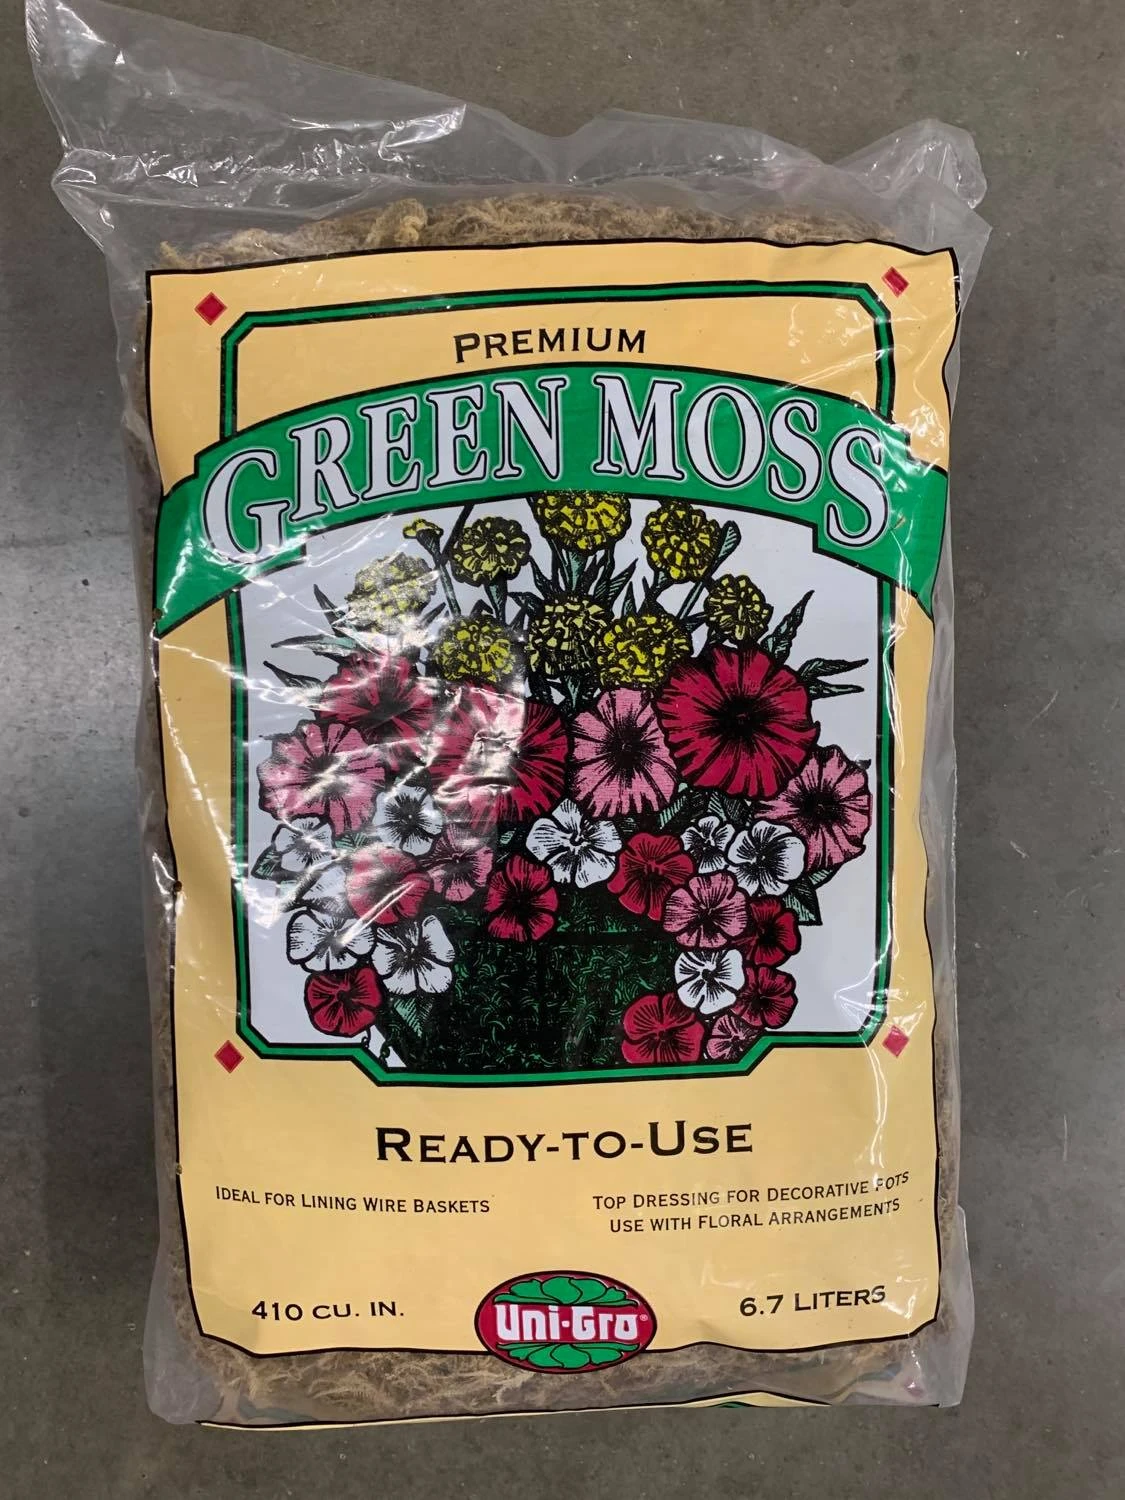 PREMIUM
GREEN MOSS
READY-TO-USE
IDEAL FOR LINING WIRE BASKETS
TOP DRESSING FOR DECORATIVE POTS
USE WITH FLORAL ARRANGEMENTS
410 CU. IN.
Uni-Gro®
6.7 LITERS